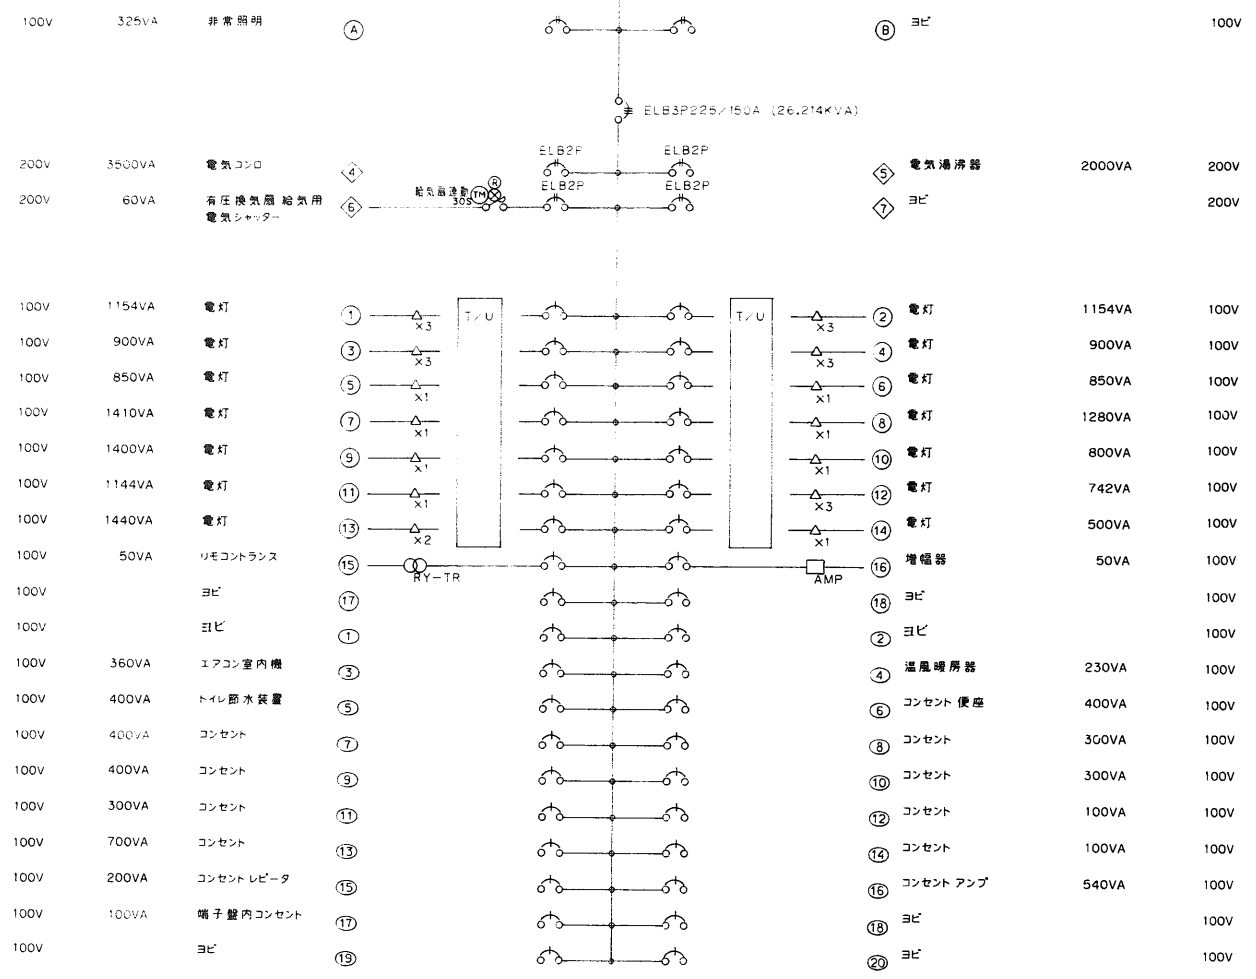 100V 325VA 非常照明 A B ヨビ 100V
ELB3P225/150A (26.214KVA)
ELB2P ELB2P
200V 3500VA 電気コンロ 4 5 電気湯沸器 2000VA 200V
R
給気扇連動 TM ELB2P ELB2P
30S
200V 60VA 有圧換気扇 給気用 6 7 ヨビ 200V
電気シャッター
100V 1154VA 電灯 1 ×3 T/U T/U ×3 2 電灯 1154VA 100V
100V 900VA 電灯 3 ×3 ×3 4 電灯 900VA 100V
100V 850VA 電灯 5 ×1 ×1 6 電灯 850VA 100V
100V 1410VA 電灯 7 ×1 ×1 8 電灯 1280VA 100V
100V 1400VA 電灯 9 ×1 ×1 10 電灯 800VA 100V
100V 1144VA 電灯 11 ×1 ×3 12 電灯 742VA 100V
100V 1440VA 電灯 13 ×2 ×1 14 電灯 500VA 100V
100V 50VA リモコントランス 15 RY-TR AMP 16 増幅器 50VA 100V
100V ヨビ 17 18 ヨビ 100V
100V ヨビ 1 2 ヨビ 100V
100V 360VA エアコン室内機 3 4 温風暖房器 230VA 100V
100V 400VA トイレ節水装置 5 6 コンセント 便座 400VA 100V
100V 400VA コンセント 7 8 コンセント 300VA 100V
100V 400VA コンセント 9 10 コンセント 300VA 100V
100V 300VA コンセント 11 12 コンセント 100VA 100V
100V 700VA コンセント 13 14 コンセント 100VA 100V
100V 200VA コンセント レピータ 15 16 コンセント アンプ 540VA 100V
100V 100VA 端子盤内コンセント 17 18 ヨビ 100V
100V ヨビ 19 20 ヨビ 100V